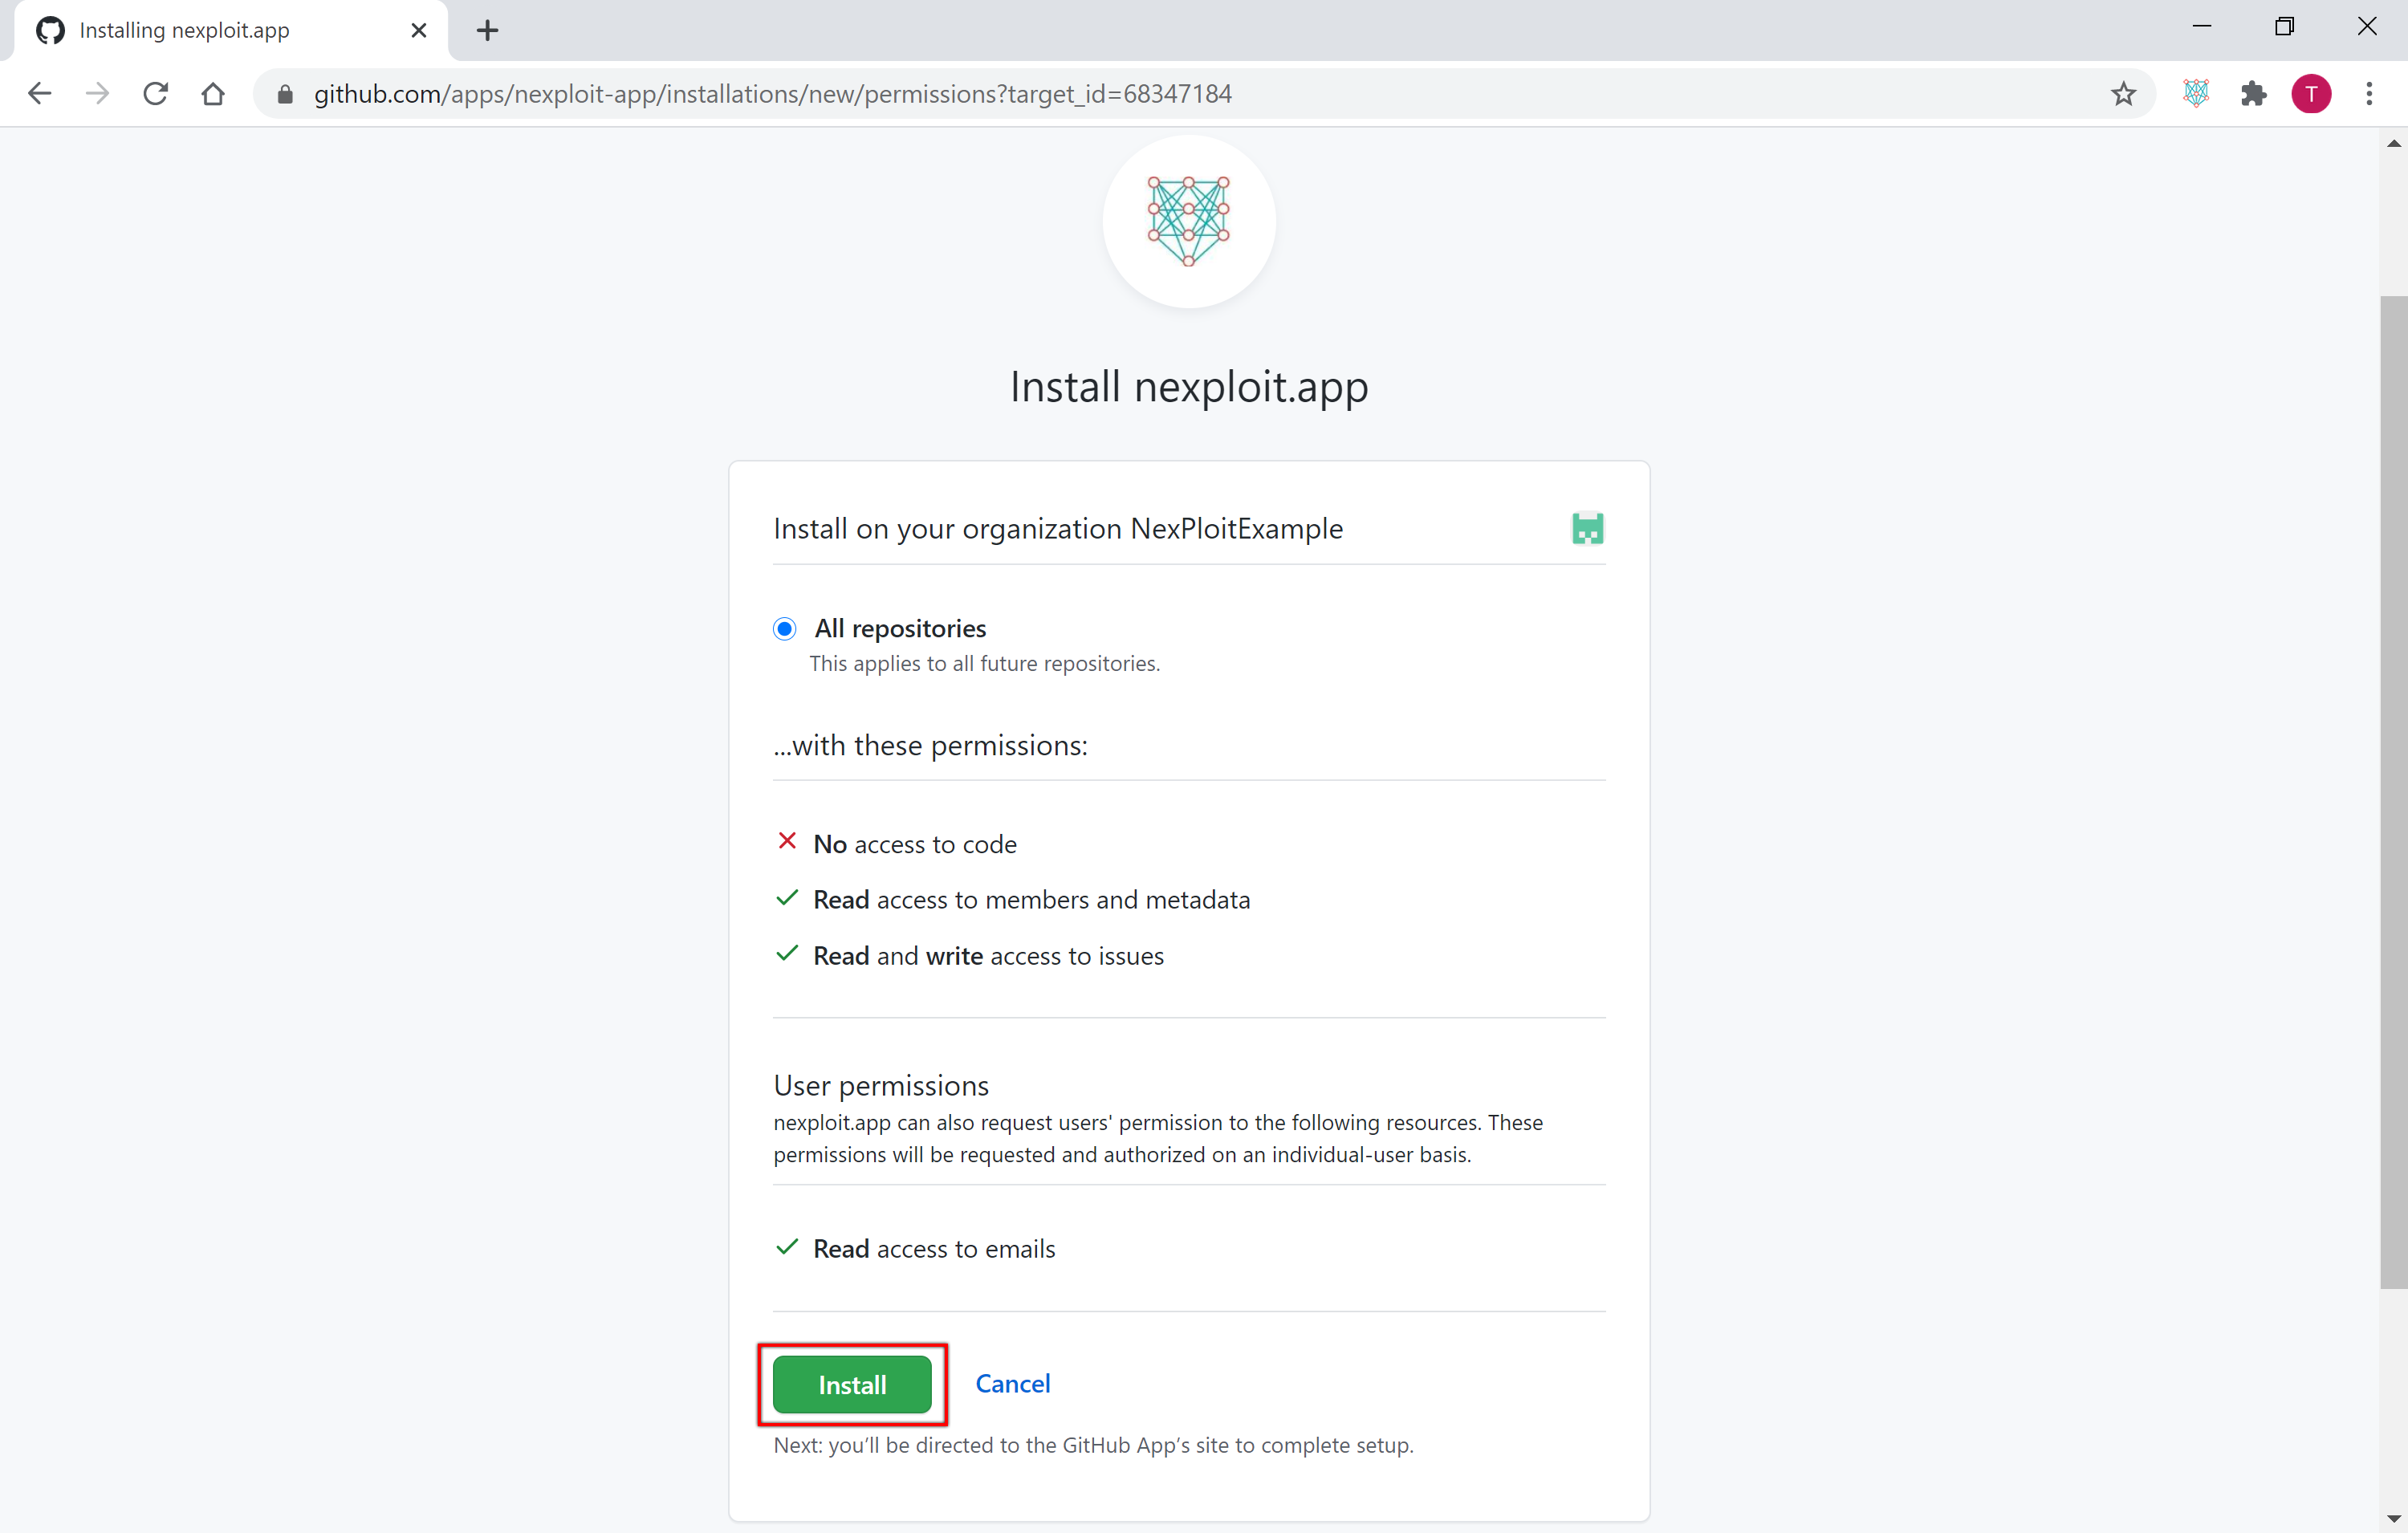 Installing nexploit.app
github.com/apps/nexploit-app/installations/new/permissions?target_id=68347184
T
Install nexploit.app
Install on your organization NexPloitExample
All repositories
This applies to all future repositories.
...with these permissions:
No access to code
Read access to members and metadata
Read and write access to issues
User permissions
nexploit.app can also request users' permission to the following resources. These
permissions will be requested and authorized on an individual-user basis.
Read access to emails
Install
Cancel
Next: you’ll be directed to the GitHub App’s site to complete setup.